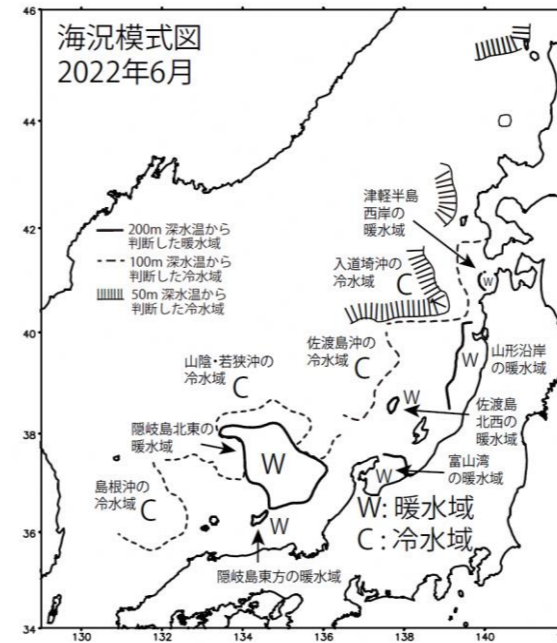 海況模式図
2022年6月
46
44
42
40
38
36
34
130
132
134
136
138
140
200m 深水温から
判断した暖水域
100m 深水温から
判断した冷水域
50m 深水温から
判断した冷水域
津軽半島
西岸の
暖水域
W
入道埼沖の
冷水域
C
佐渡島沖の
冷水域
C
山形沿岸
の暖水域
W
山陰・若狭沖の
冷水域
C
佐渡島
北西の
暖水域
W
隠岐島北東の
暖水域
W
富山湾
の暖水域
W
島根沖の
冷水域
C
W
隠岐島東方の暖水域
W: 暖水域
C: 冷水域